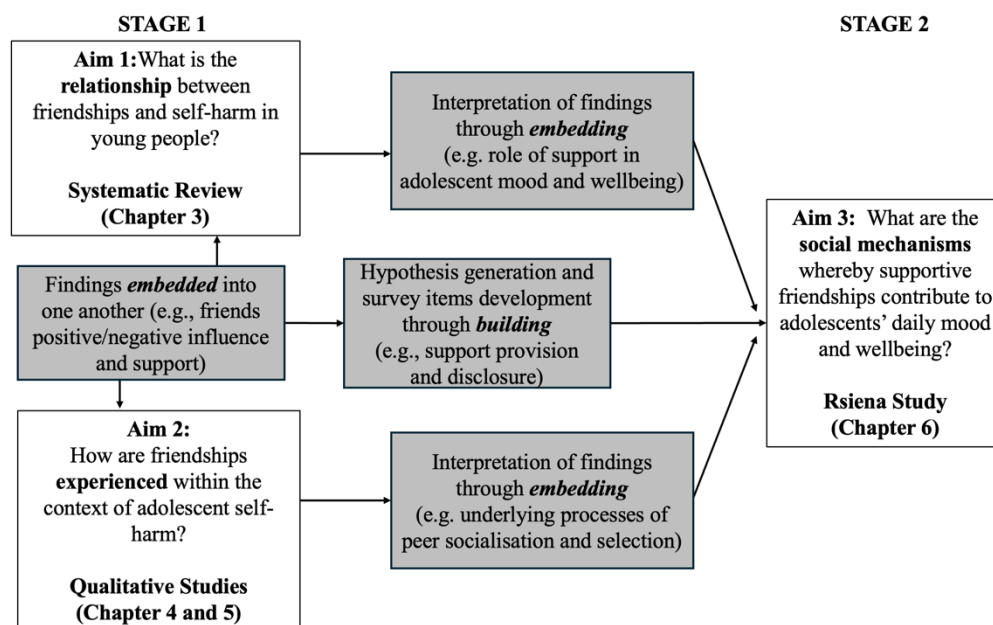 STAGE 1
Aim 1:What is the
relationship between
friendships and self-harm in
young people?
Systematic Review
(Chapter 3)
Findings embedded into
one another (e.g., friends
positive/negative influence
and support)
Aim 2:
How are friendships
experienced within the
context of adolescent self-
harm?
Qualitative Studies
(Chapter 4 and 5)
Interpretation of findings
through embedding
(e.g. role of support in
adolescent mood and wellbeing)
Hypothesis generation and
survey items development
through building
(e.g., support provision
and disclosure)
Interpretation of findings
through embedding
(e.g. underlying processes of
peer socialisation and selection)
STAGE 2
Aim 3: What are the
social mechanisms
whereby supportive
friendships contribute to
adolescents’ daily mood
and wellbeing?
Rsiena Study
(Chapter 6)